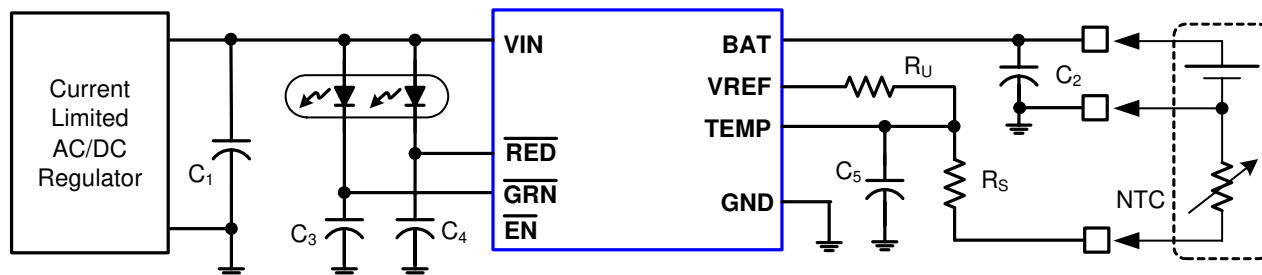 Current
Limited
AC/DC
Regulator
C1
C3
C4
VIN
RED
GRN
EN
BAT
VREF
TEMP
GND
RU
C5
RS
C2
NTC